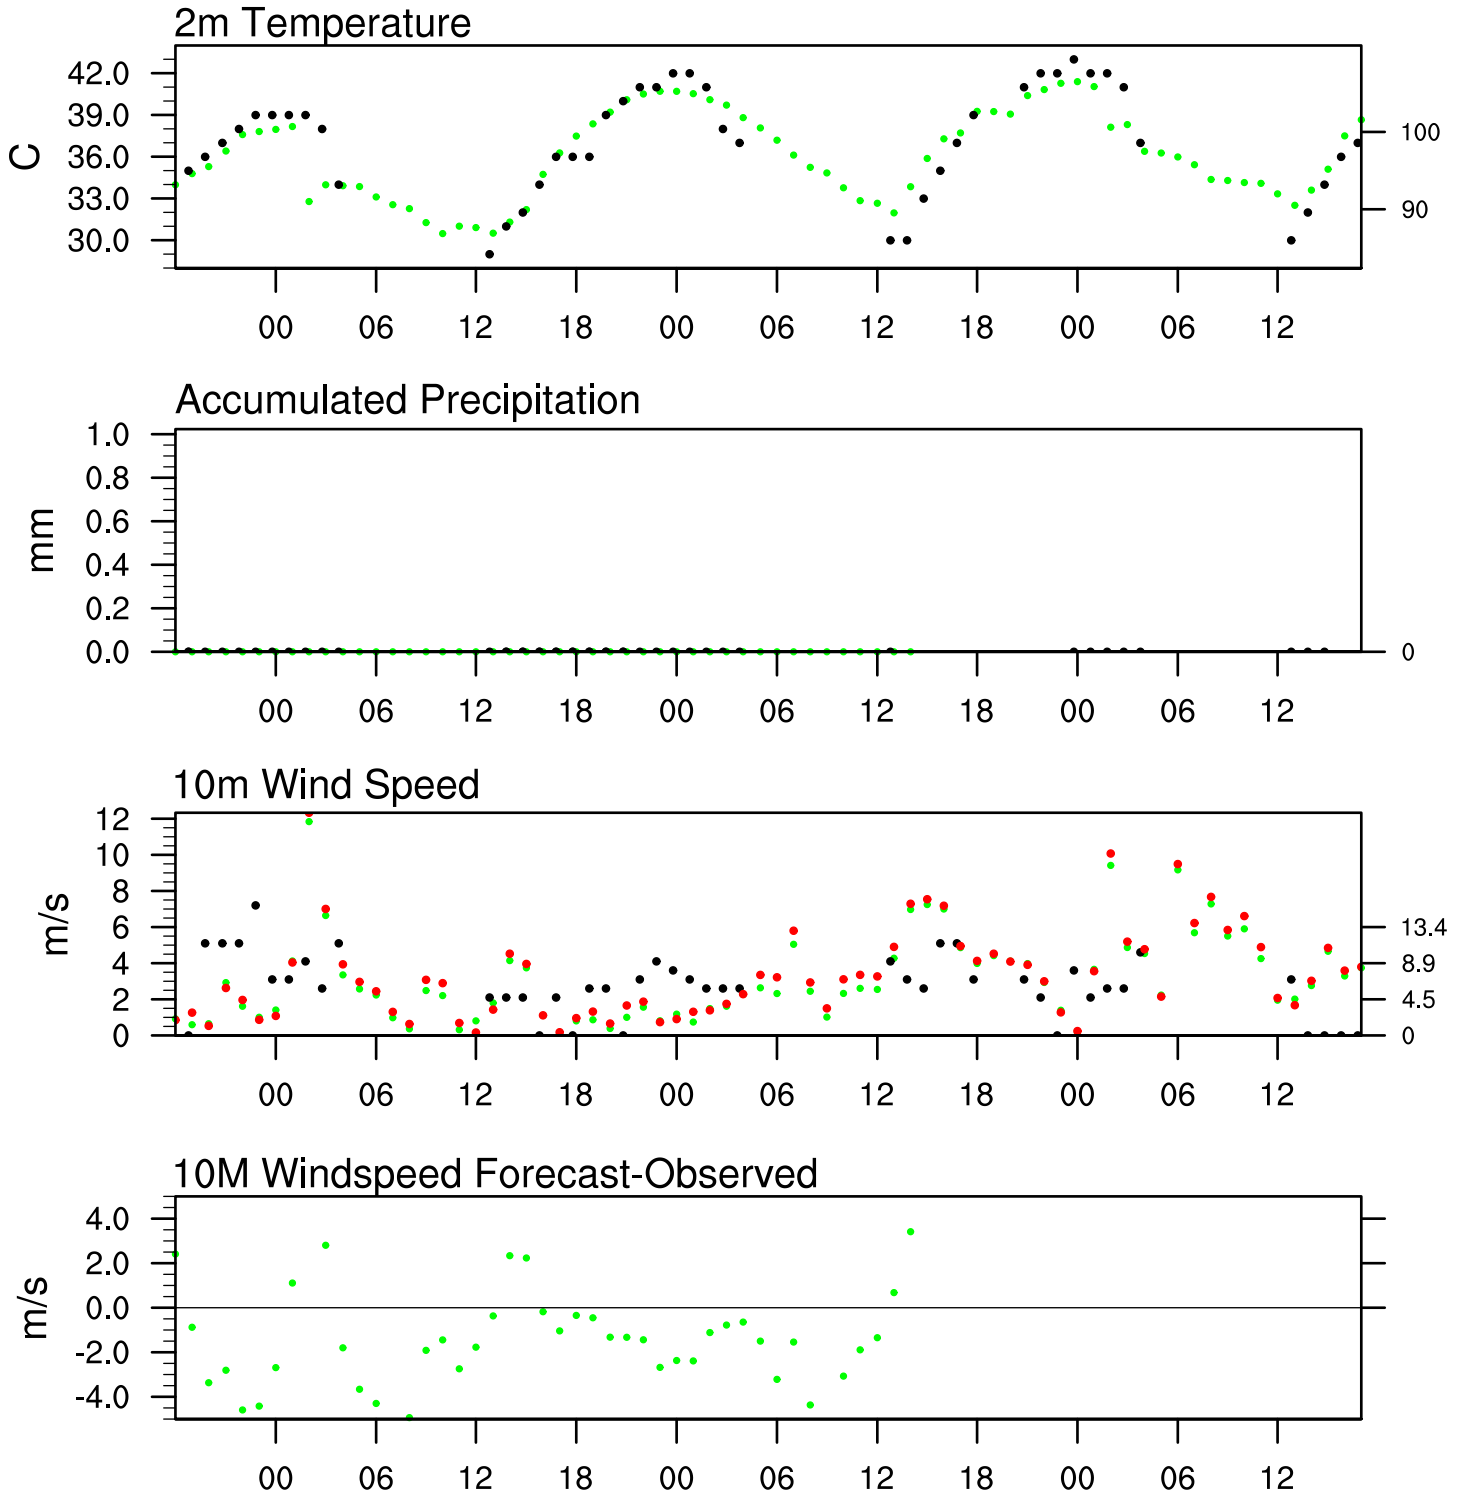 2m Temperature
42.0
39.0
36.0
33.0
30.0
C
100
90
00 06 12 18 00 06 12 18 00 06 12
Accumulated Precipitation
1.0
0.8
0.6
0.4
0.2
0.0
mm
0
00 06 12 18 00 06 12 18 00 06 12
10m Wind Speed
12
10
8
6
4
2
0
m/s
13.4
8.9
4.5
0
00 06 12 18 00 06 12 18 00 06 12
10M Windspeed Forecast-Observed
4.0
2.0
0.0
-2.0
-4.0
m/s
00 06 12 18 00 06 12 18 00 06 12